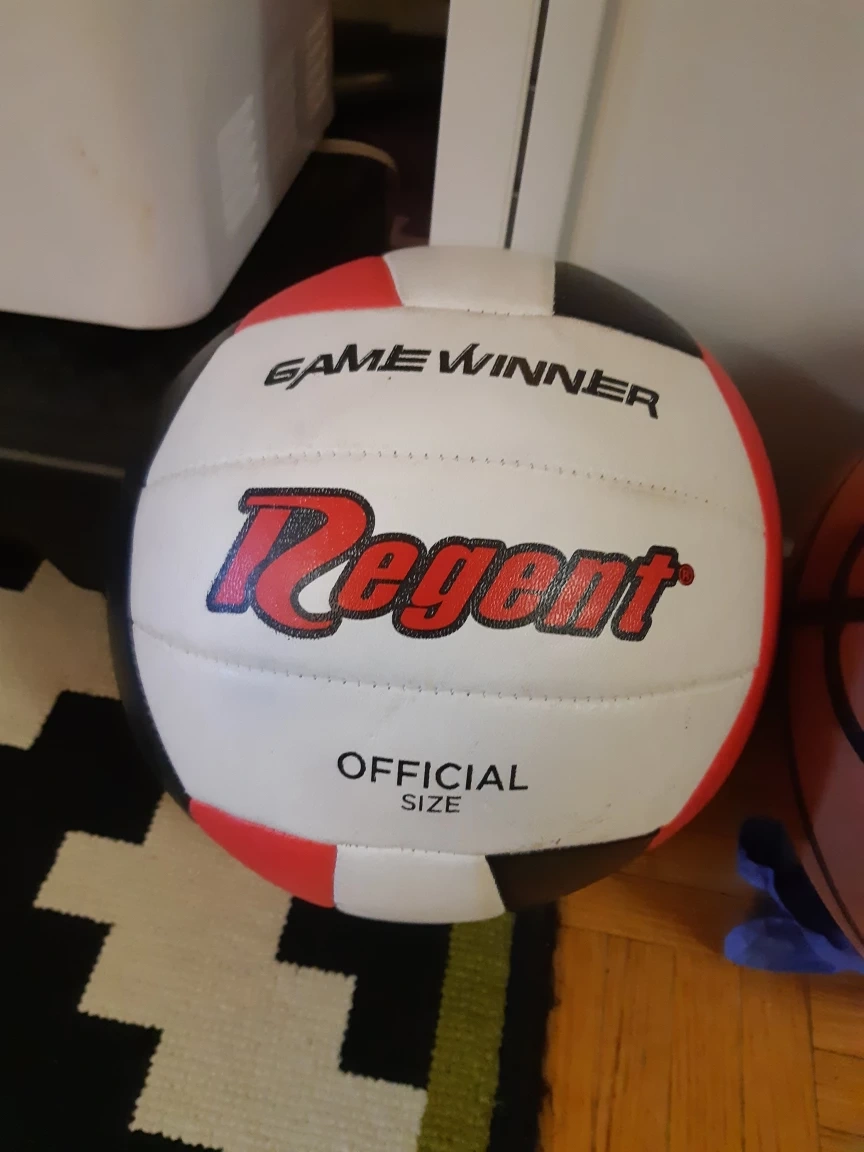 GAME WINNER
Regent®
OFFICIAL
SIZE